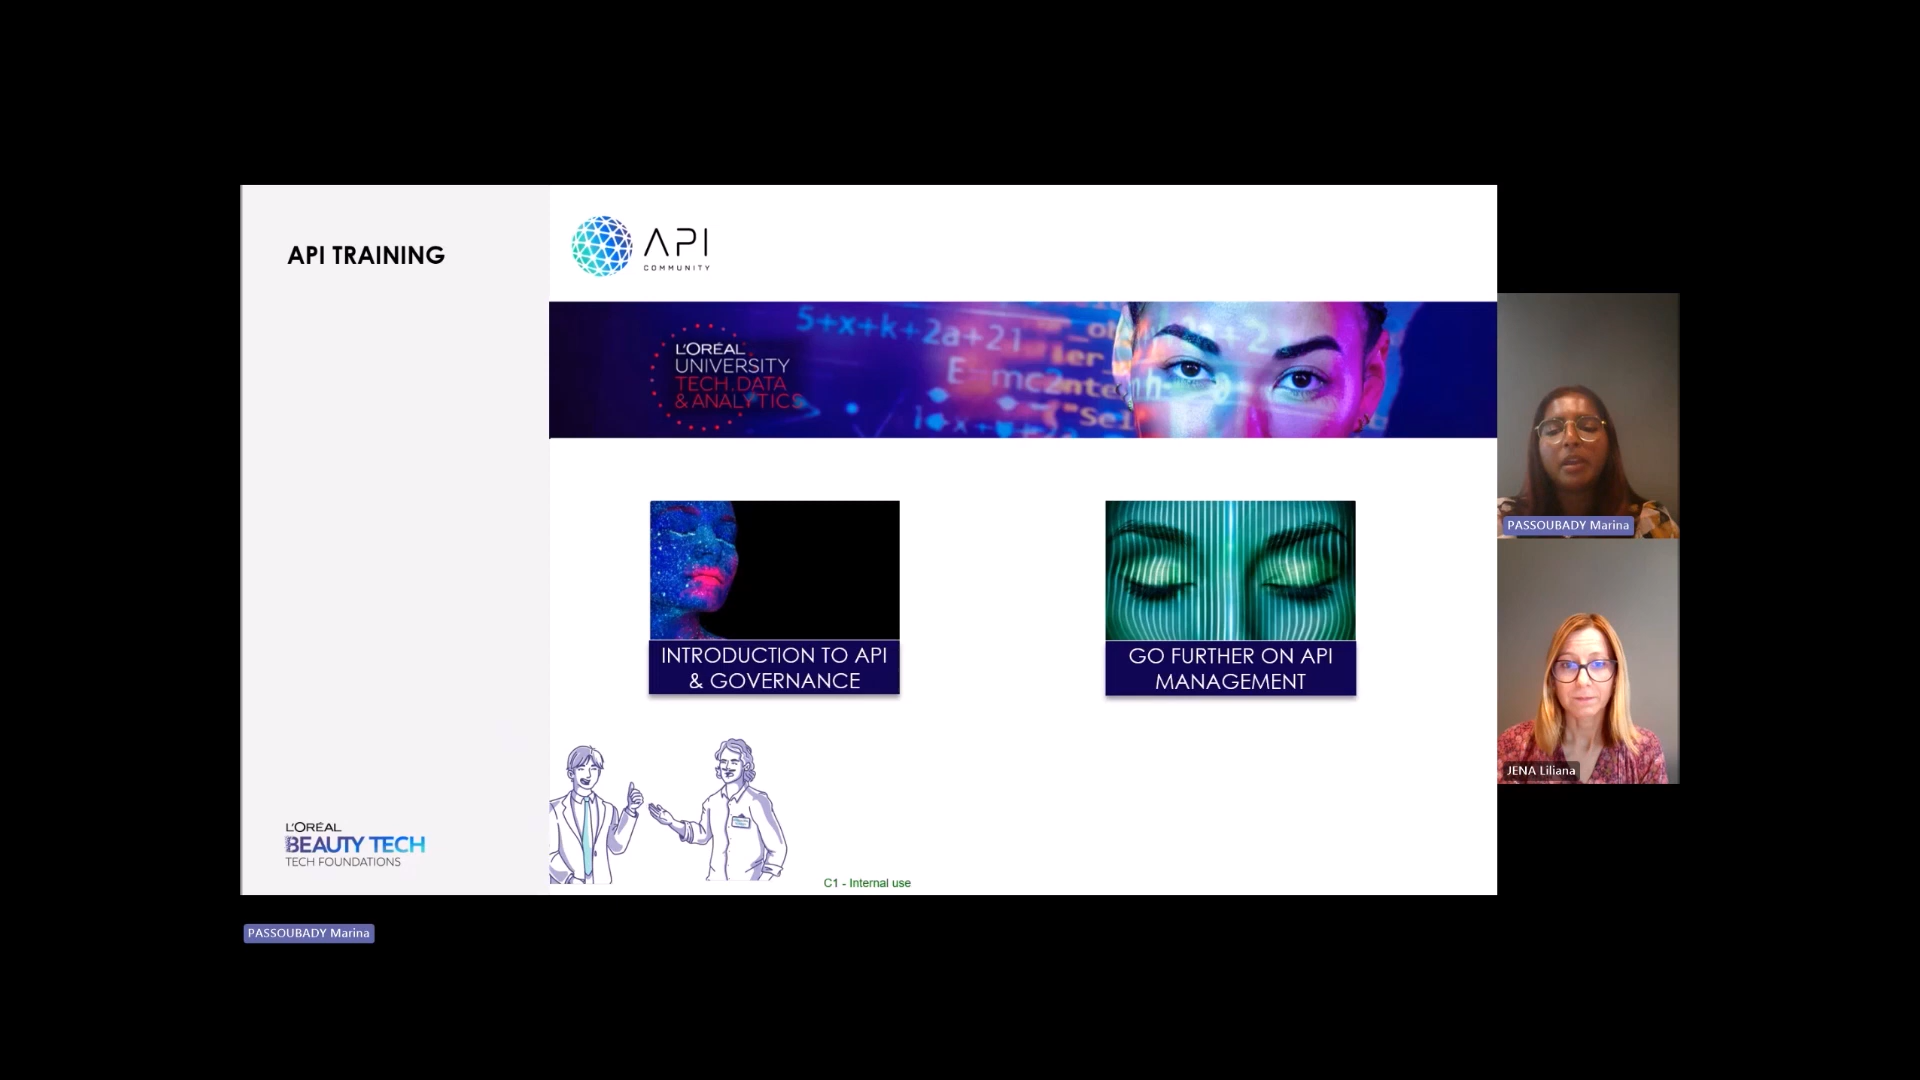 API TRAINING
API
COMMUNITY
L'ORÉAL
UNIVERSITY
TECH.DATA
& ANALYTICS
5+x+k+2a+21
E=mc2
INTRODUCTION TO API
& GOVERNANCE
GO FURTHER ON API
MANAGEMENT
L'ORÉAL
BEAUTY TECH
TECH FOUNDATIONS
C1 - Internal use
PASSOUBADY Marina
JENA Liliana
PASSOUBADY Marina